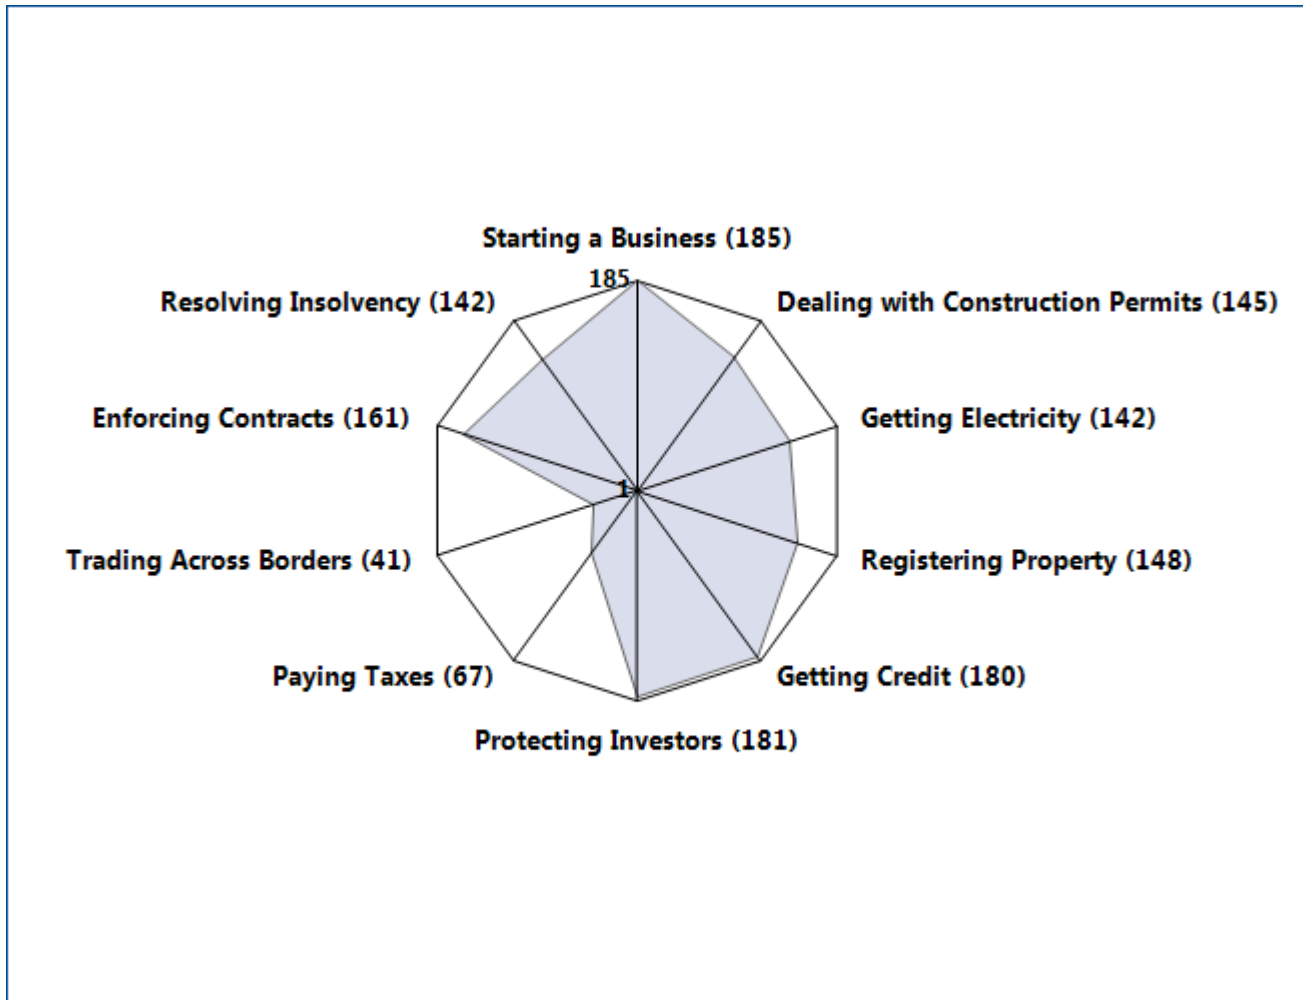 Starting a Business (185)
185
Resolving Insolvency (142)
Dealing with Construction Permits (145)
Enforcing Contracts (161)
Getting Electricity (142)
1
Trading Across Borders (41)
Registering Property (148)
Paying Taxes (67)
Getting Credit (180)
Protecting Investors (181)